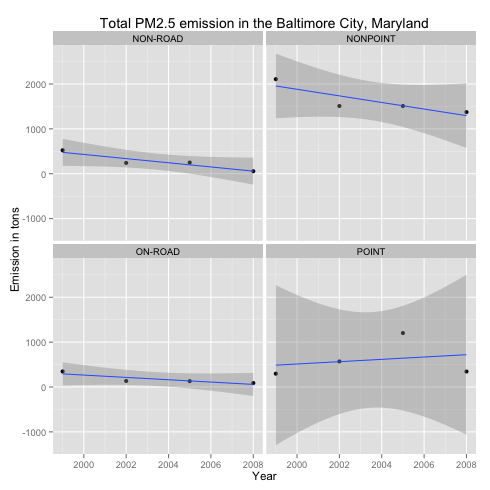 Total PM2.5 emission in the Baltimore City, Maryland
NON-ROAD NONPOINT
2000
1000
0
-1000
ON-ROAD POINT
2000
1000
0
-1000
Emission in tons
2000 2002 2004 2006 2008 2000 2002 2004 2006 2008
Year